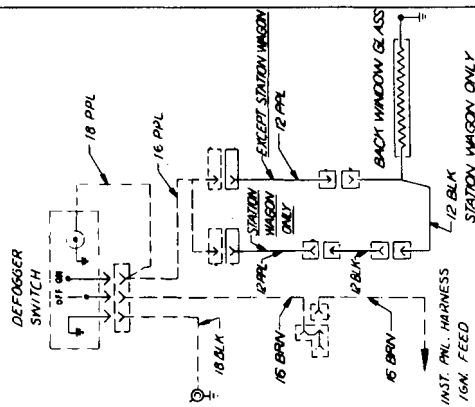 DEFOGGER
SWITCH
OFF ON
18 PPL
16 PPL
EXCEPT STATION WAGON
12 PPL
STATION
WAGON
ONLY
12 PPL
12 BLK
BACK WINDOW GLASS
12 BLK
STATION WAGON ONLY
18 BLK
16 BRN
16 BRN
INST. PNL. HARNESS
IGN. FEED